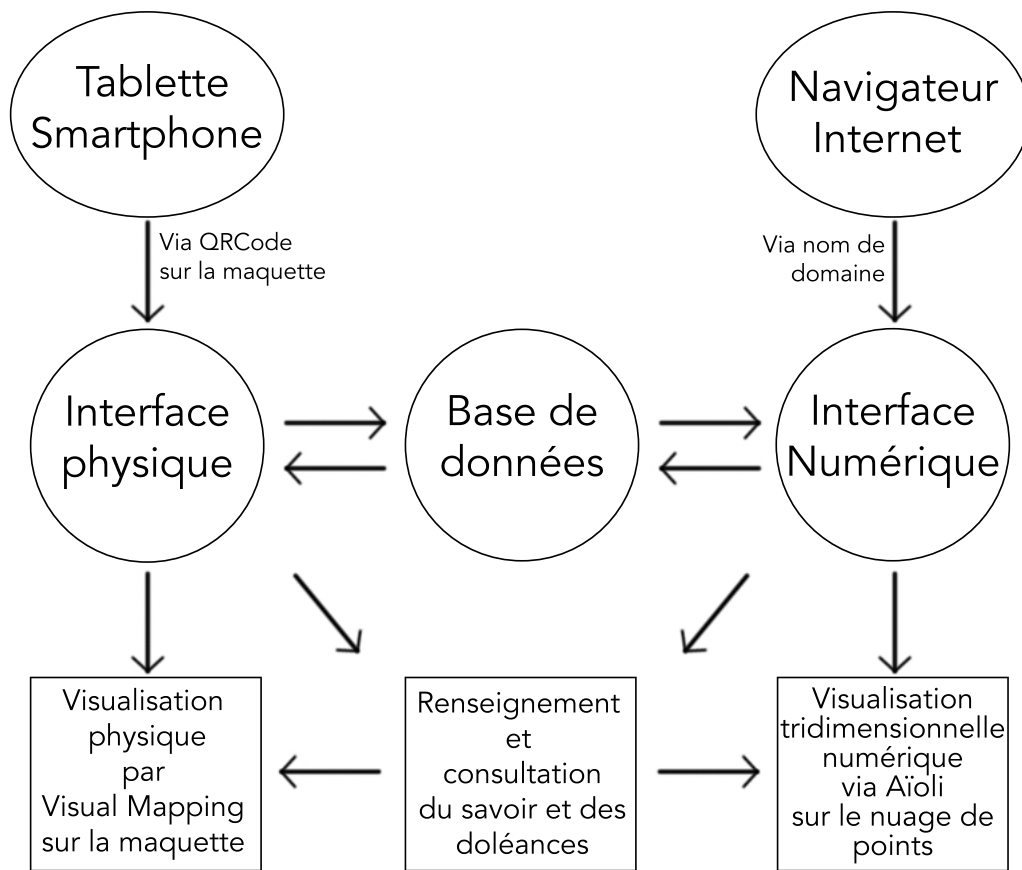 Tablette
Smartphone
Navigateur
Internet
Via QRCode
sur la maquette
Via nom de
domaine
Interface
physique
Base de
données
Interface
Numérique
Visualisation
physique
par
Visual Mapping
sur la maquette
Renseignement
et
consultation
du savoir et des
doléances
Visualisation
tridimensionnelle
numérique
via Aïoli
sur le nuage de
points